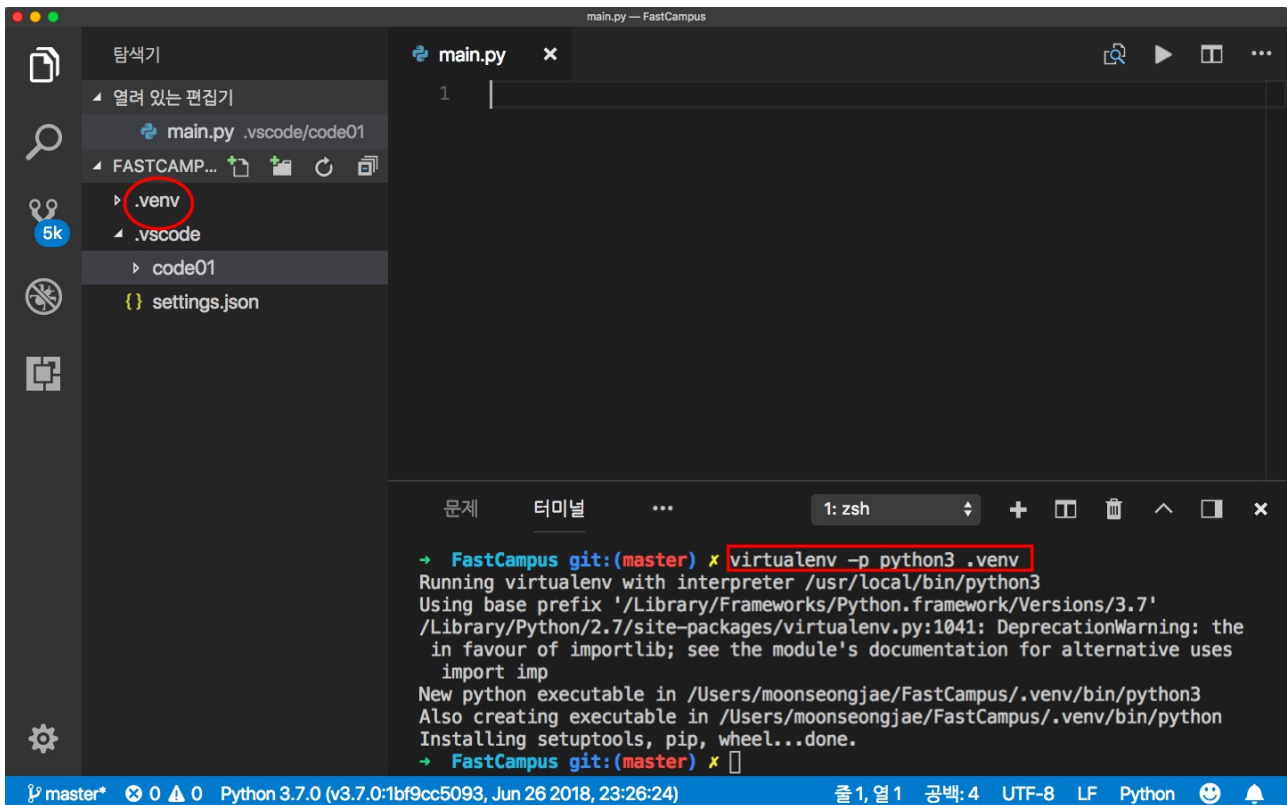 main.py — FastCampus
탐색기
열려 있는 편집기
main.py .vscode/code01
FASTCAMP...
.venv
.vscode
code01
{} settings.json
5k
main.py
1
문제 터미널 ... 1: zsh
→ FastCampus git:(master) ✗ virtualenv -p python3 .venv
Running virtualenv with interpreter /usr/local/bin/python3
Using base prefix '/Library/Frameworks/Python.framework/Versions/3.7'
/Library/Python/2.7/site-packages/virtualenv.py:1041: DeprecationWarning: the
in favour of importlib; see the module's documentation for alternative uses
import imp
New python executable in /Users/moonseongjae/FastCampus/.venv/bin/python3
Also creating executable in /Users/moonseongjae/FastCampus/.venv/bin/python
Installing setuptools, pip, wheel...done.
→ FastCampus git:(master) ✗
master* 0 0 Python 3.7.0 (v3.7.0:1bf9cc5093, Jun 26 2018, 23:26:24) 줄 1, 열 1 공백: 4 UTF-8 LF Python